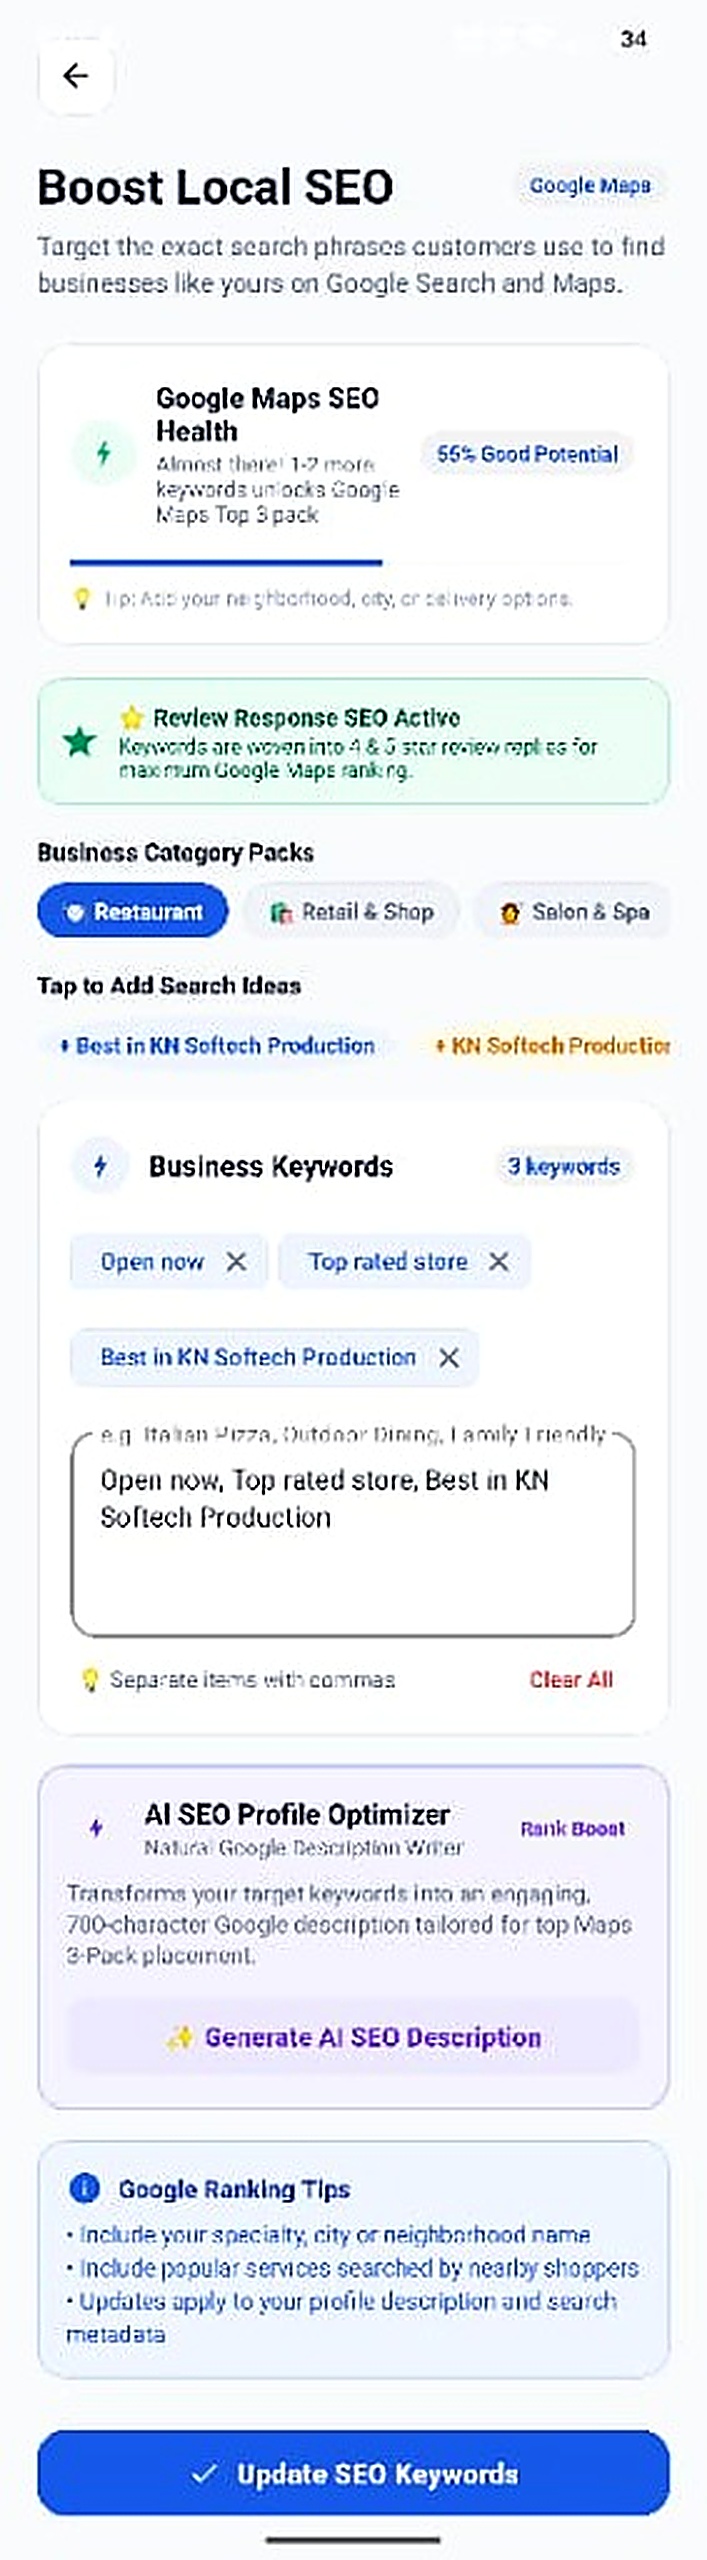 34
Boost Local SEO
Google Maps
Target the exact search phrases customers use to find
businesses like yours on Google Search and Maps.
Google Maps SEO
Health
Almost there! 1-2 more
keywords unlocks Google
Maps Top 3 pack
55% Good Potential
💡 Tip: Add your neighborhood, city, or delivery options.
⭐ Review Response SEO Active
Keywords are woven into 4 & 5 star review replies for
maximum Google Maps ranking.
Business Category Packs
Restaurant
Retail & Shop
Salon & Spa
Tap to Add Search Ideas
+ Best in KN Softech Production
+ KN Softech Production
Business Keywords
3 keywords
Open now
Top rated store
Best in KN Softech Production
e.g. Italian Pizza, Outdoor Dining, Family Friendly
Open now, Top rated store, Best in KN
Softech Production
💡 Separate items with commas
Clear All
AI SEO Profile Optimizer
Natural Google Description Writer
Rank Boost
Transforms your target keywords into an engaging,
700-character Google description tailored for top Maps
3-Pack placement.
✨ Generate AI SEO Description
Google Ranking Tips
• Include your specialty, city or neighborhood name
• Include popular services searched by nearby shoppers
• Updates apply to your profile description and search
metadata
Update SEO Keywords